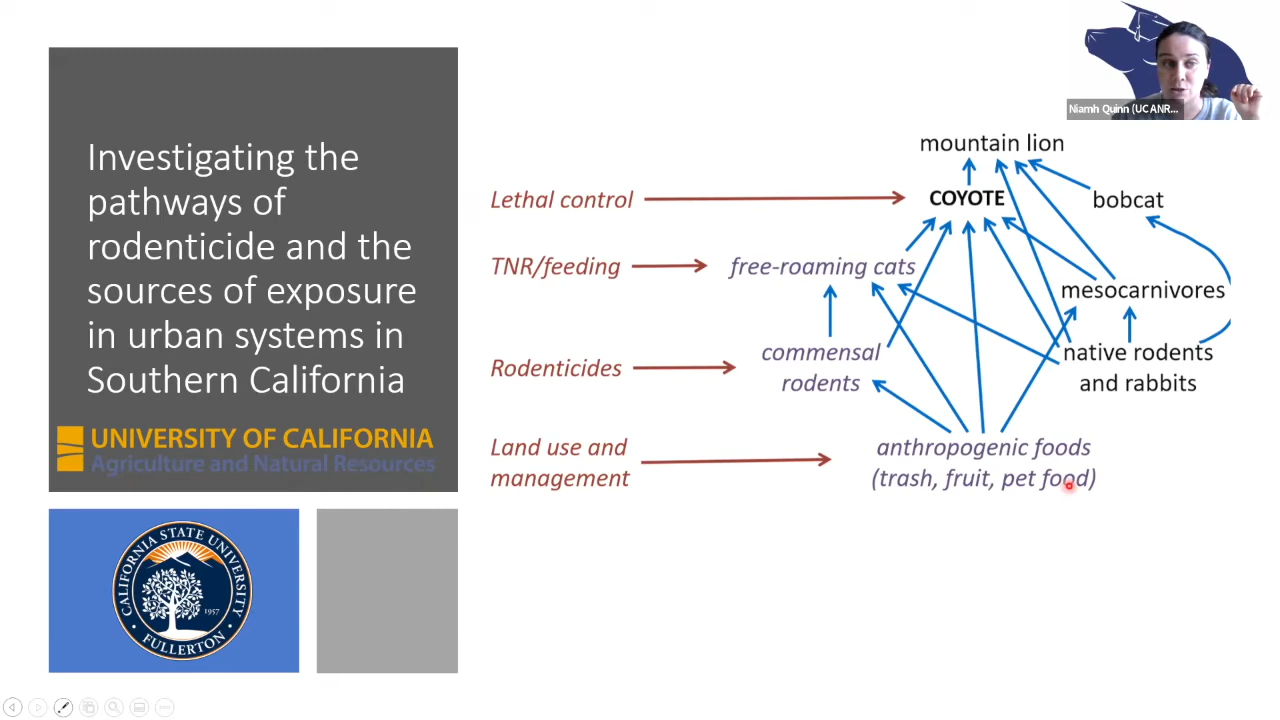 Niamh Quinn (UC ANR...
Investigating the
pathways of
rodenticide and the
sources of exposure
in urban systems in
Southern California
UNIVERSITY OF CALIFORNIA
Agriculture and Natural Resources
CALIFORNIA STATE UNIVERSITY
1957
FULLERTON
mountain lion
Lethal control
COYOTE
bobcat
TNR/feeding
free-roaming cats
mesocarnivores
Rodenticides
commensal
rodents
native rodents
and rabbits
Land use and
management
anthropogenic foods
(trash, fruit, pet food)